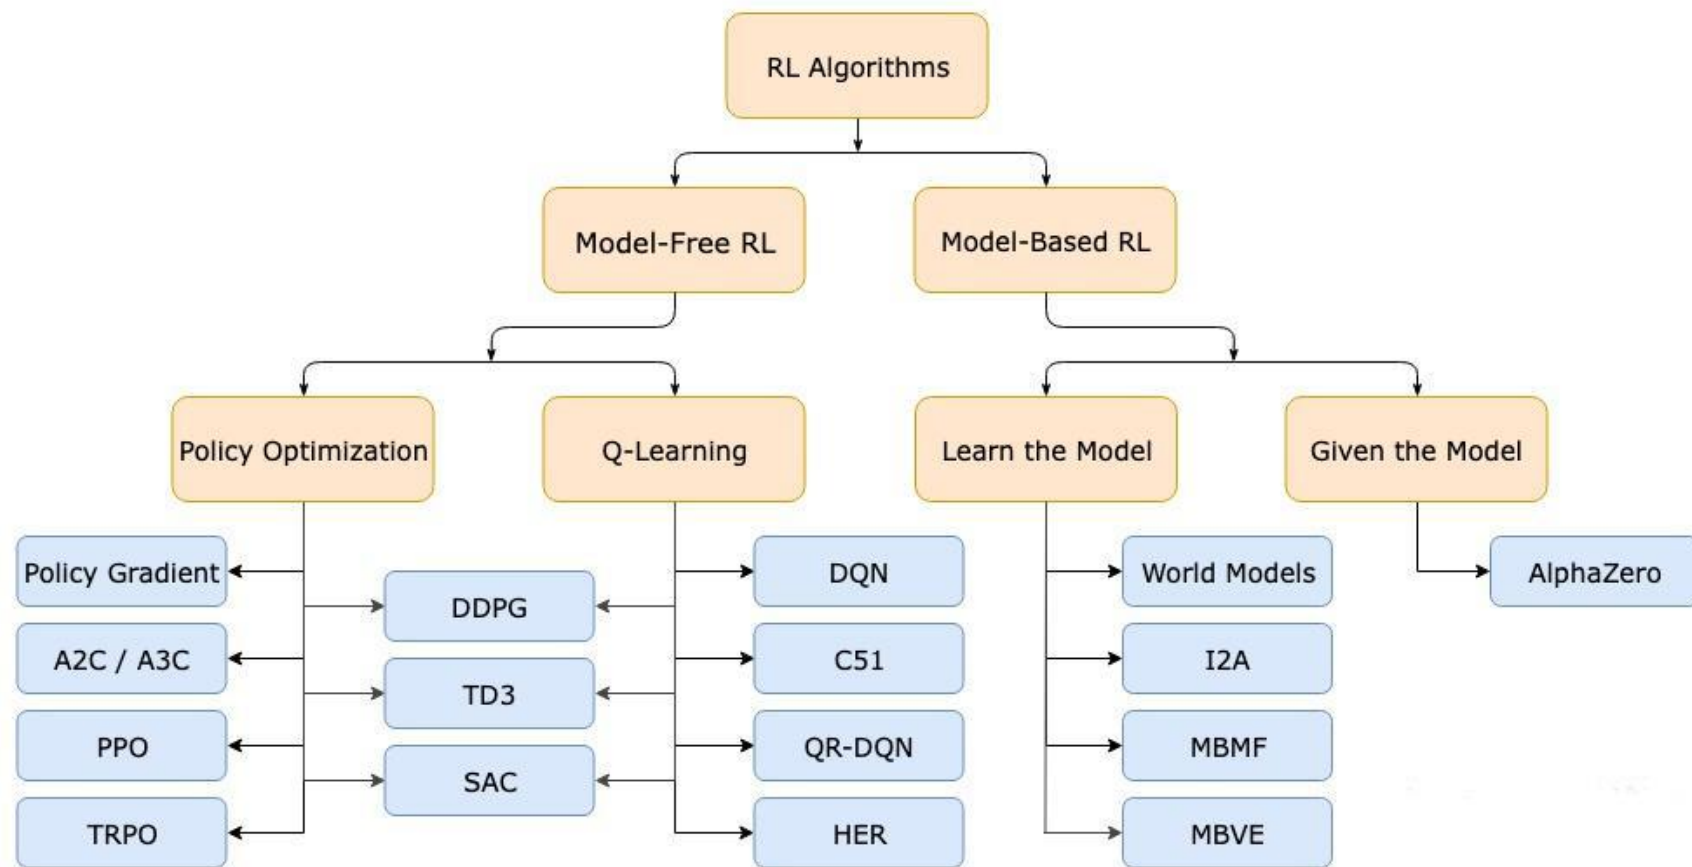 RL Algorithms
Model-Free RL
Model-Based RL
Policy Optimization
Q-Learning
Learn the Model
Given the Model
Policy Gradient
DDPG
DQN
World Models
AlphaZero
A2C / A3C
TD3
C51
I2A
PPO
SAC
QR-DQN
MBMF
TRPO
HER
MBVE